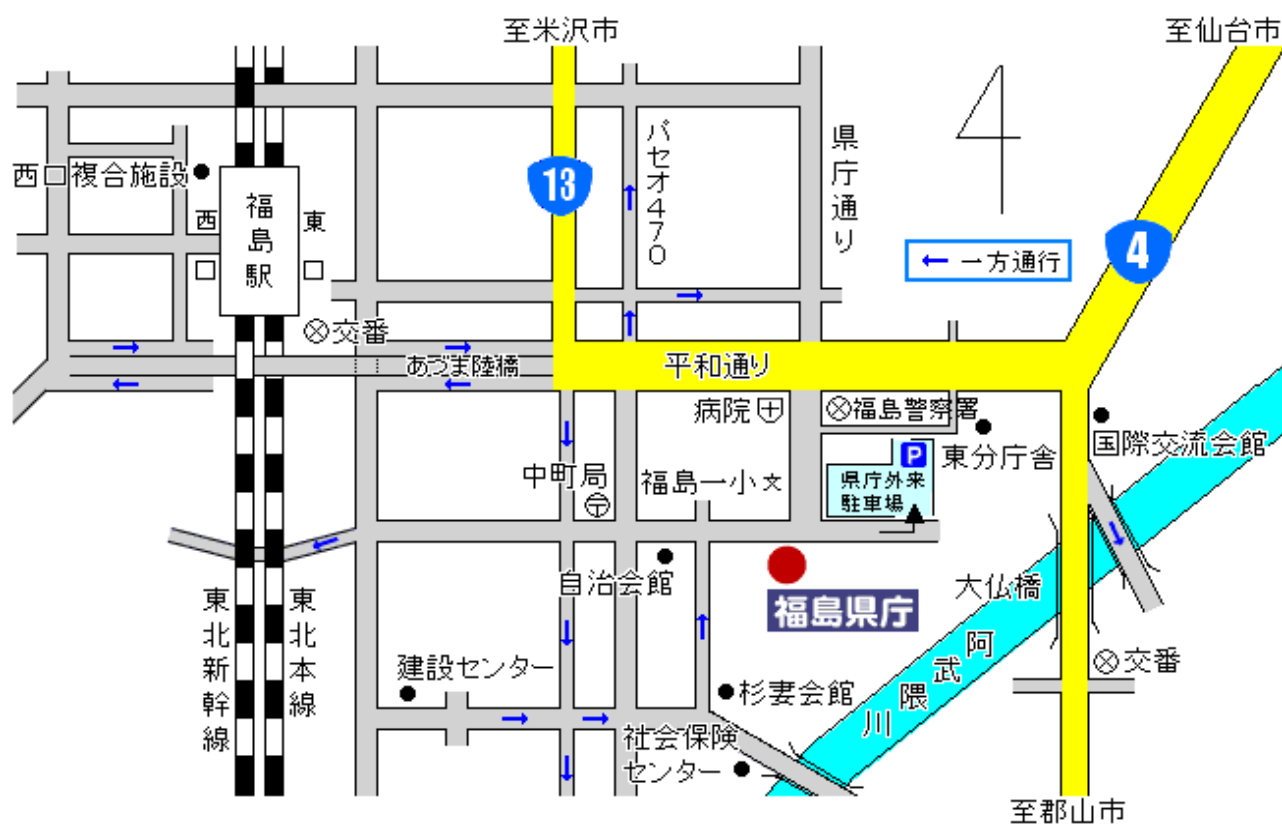 至米沢市
至仙台市
パセオ470
県庁通り
13
西口複合施設
福島駅
西口
東口
4
← 一方通行
交番
あづま陸橋
平和通り
病院
福島警察署
P
県庁外来
駐車場
東分庁舎
国際交流会館
中町局
福島一小
文
自治会館
福島県庁
大仏橋
阿武隈川
東北新幹線
東北本線
建設センター
杉妻会館
交番
社会保険
センター
至郡山市